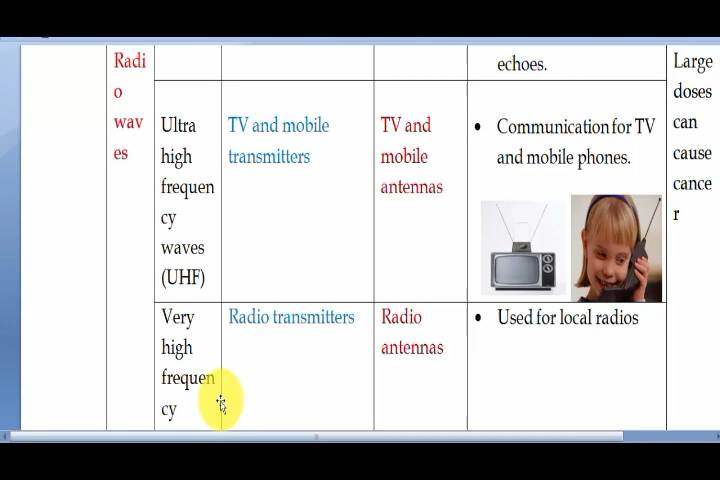 Radi
o
wav
es
echoes.
Large
doses
can
cause
cance
r
Ultra
high
frequen
cy
waves
(UHF)
TV and mobile
transmitters
TV and
mobile
antennas
• Communication for TV
and mobile phones.
Very
high
frequen
cy
Radio transmitters
Radio
antennas
• Used for local radios